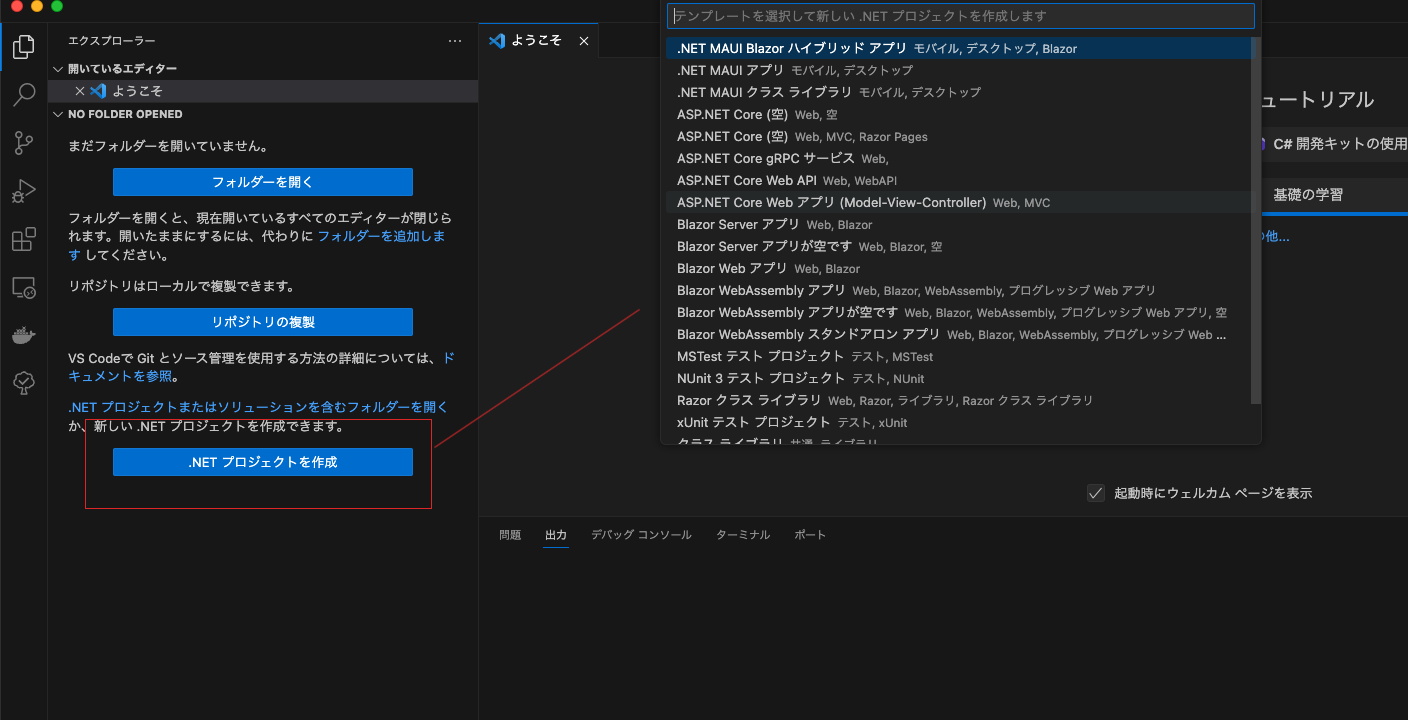 エクスプローラー
開いているエディター
ようこそ
NO FOLDER OPENED
まだフォルダーを開いていません。
フォルダーを開く
フォルダーを開くと、現在開いているすべてのエディターが閉じら
れます。開いたままにするには、代わりに フォルダーを追加しま
す してください。
リポジトリはローカルで複製できます。
リポジトリの複製
VS Codeで Git とソース管理を使用する方法の詳細については、ド
キュメントを参照。
.NET プロジェクトまたはソリューションを含むフォルダーを開く
か、新しい .NET プロジェクトを作成できます。
.NET プロジェクトを作成
ようこそ
テンプレートを選択して新しい .NET プロジェクトを作成します
.NET MAUI Blazor ハイブリッド アプリ モバイル, デスクトップ, Blazor
.NET MAUI アプリ モバイル, デスクトップ
.NET MAUI クラス ライブラリ モバイル, デスクトップ
ASP.NET Core (空) Web, 空
ASP.NET Core (空) Web, MVC, Razor Pages
ASP.NET Core gRPC サービス Web,
ASP.NET Core Web API Web, WebAPI
ASP.NET Core Web アプリ (Model-View-Controller) Web, MVC
Blazor Server アプリ Web, Blazor
Blazor Server アプリが空です Web, Blazor, 空
Blazor Web アプリ Web, Blazor
Blazor WebAssembly アプリ Web, Blazor, WebAssembly, プログレッシブ Web アプリ
Blazor WebAssembly アプリが空です Web, Blazor, WebAssembly, プログレッシブ Web アプリ, 空
Blazor WebAssembly スタンドアロン アプリ Web, Blazor, WebAssembly, プログレッシブ Web ...
MSTest テスト プロジェクト テスト, MSTest
NUnit 3 テスト プロジェクト テスト, NUnit
Razor クラス ライブラリ Web, Razor, ライブラリ, Razor クラス ライブラリ
xUnit テスト プロジェクト テスト, xUnit
クラス ライブラリ 共通, ライブラリ
ュートリアル
C# 開発キットの使用
基礎の学習
の他...
起動時にウェルカム ページを表示
問題
出力
デバッグ コンソール
ターミナル
ポート